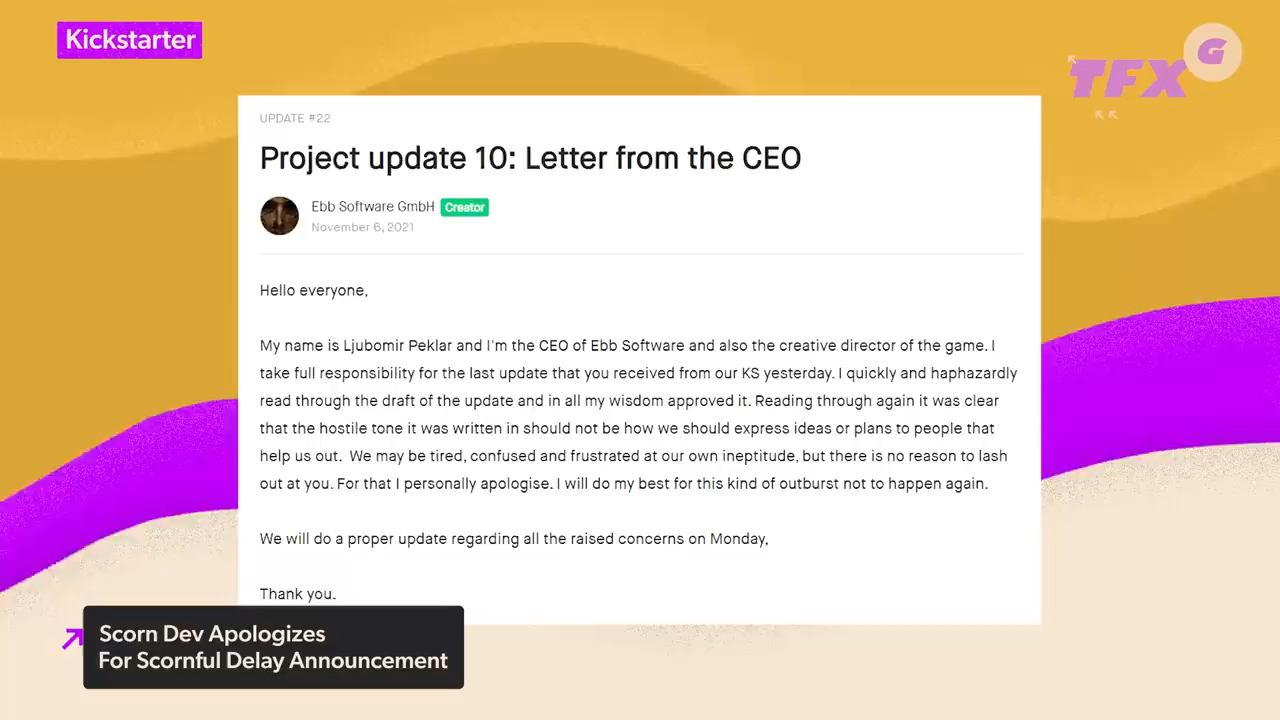 Kickstarter
TFX
G
UPDATE #22
Project update 10: Letter from the CEO
Ebb Software GmbH Creator
November 6, 2021
Hello everyone,
My name is Ljubomir Peklar and I'm the CEO of Ebb Software and also the creative director of the game. I
take full responsibility for the last update that you received from our KS yesterday. I quickly and haphazardly
read through the draft of the update and in all my wisdom approved it. Reading through again it was clear
that the hostile tone it was written in should not be how we should express ideas or plans to people that
help us out.  We may be tired, confused and frustrated at our own ineptitude, but there is no reason to lash
out at you. For that I personally apologise. I will do my best for this kind of outburst not to happen again.
We will do a proper update regarding all the raised concerns on Monday,
Thank you.
Scorn Dev Apologizes
For Scornful Delay Announcement